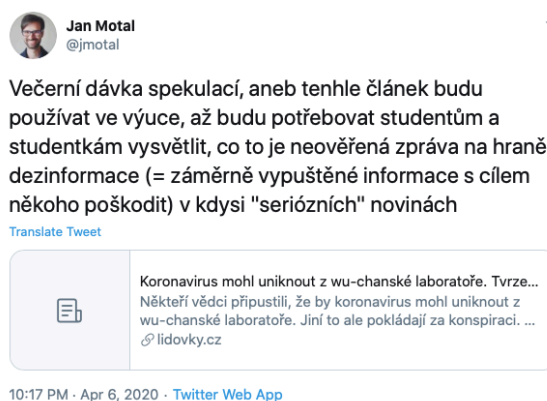 Jan Motal
@jmotal
Večerní dávka spekulací, aneb tenhle článek budu
používat ve výuce, až budu potřebovat studentům a
studentkám vysvětlit, co to je neověřená zpráva na hraně
dezinformace (= záměrně vypuštěné informace s cílem
někoho poškodit) v kdysi "seriózních" novinách
Translate Tweet
Koronavirus mohl uniknout z wu-chanské laboratoře. Tvrze...
Někteří vědci připustili, že by koronavirus mohl uniknout z
wu-chanské laboratoře. Jiní to ale pokládají za konspiraci. ...
lidovky.cz
10:17 PM · Apr 6, 2020 · Twitter Web App